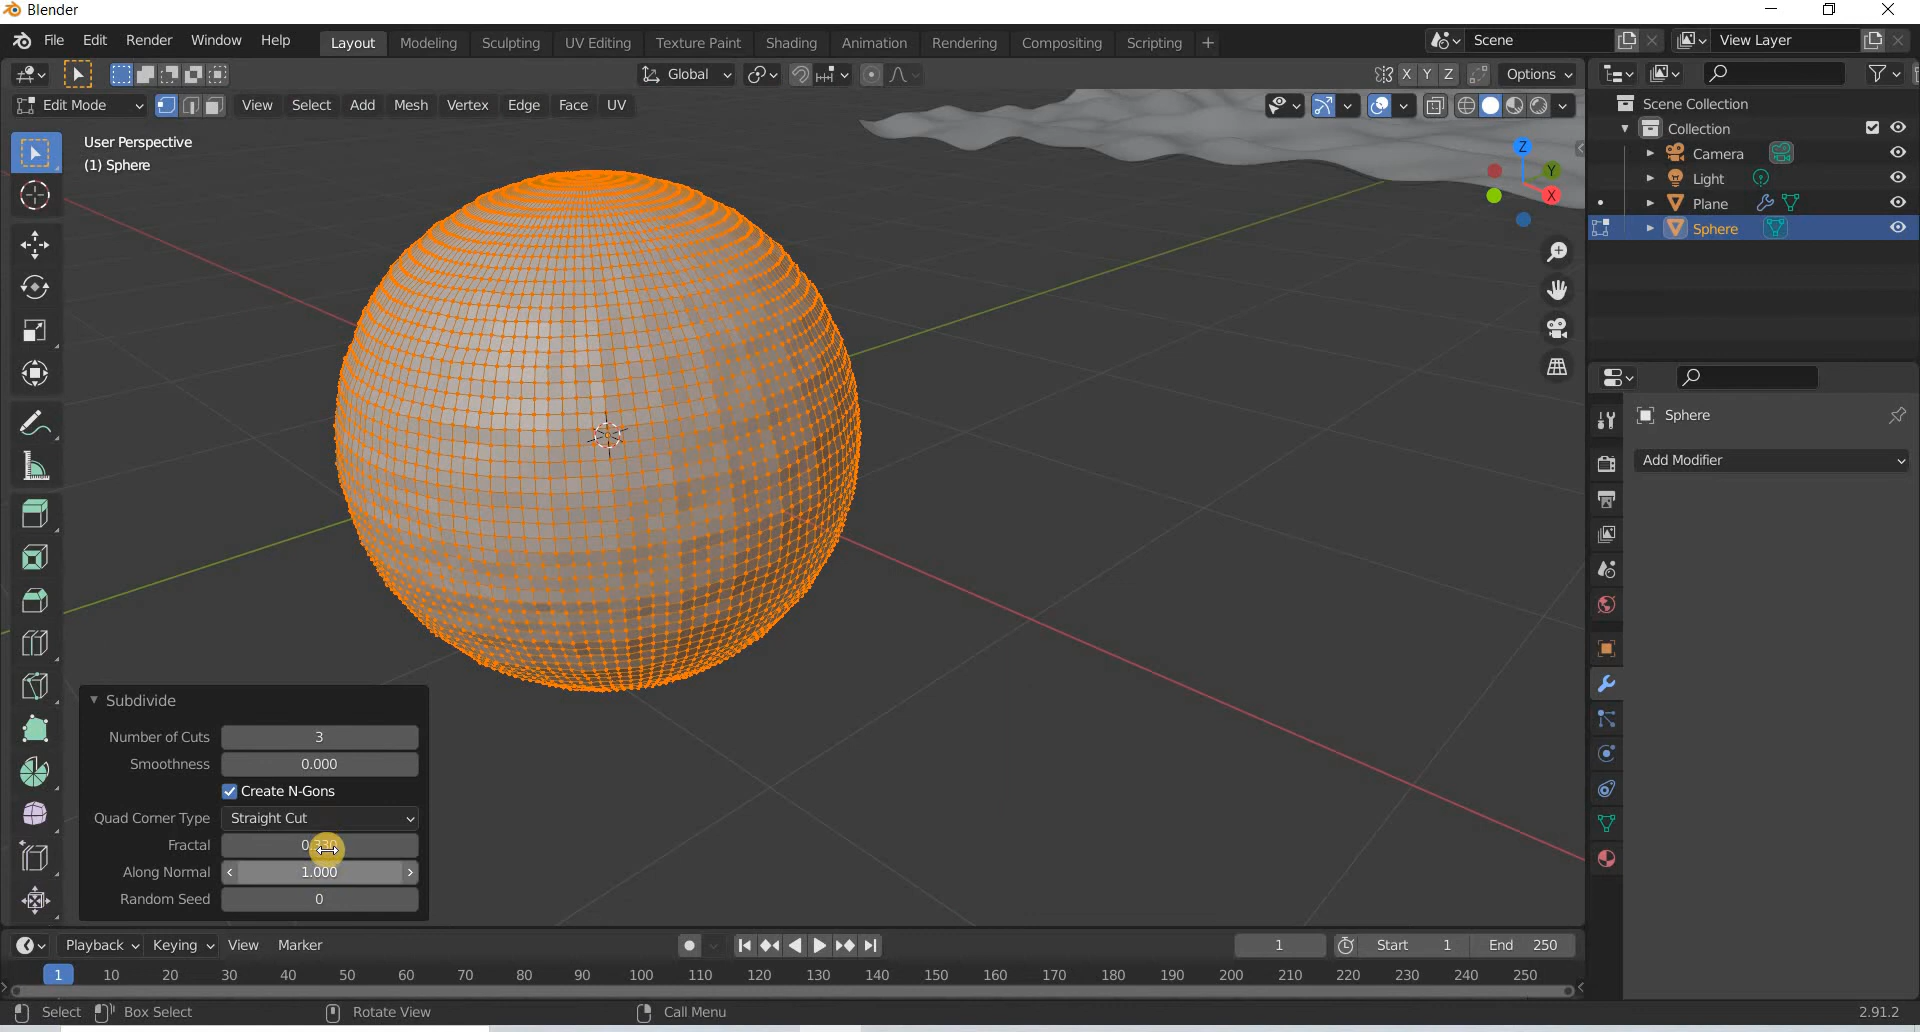 Blender
File Edit Render Window Help Layout Modeling Sculpting UV Editing Texture Paint Shading Animation Rendering Compositing Scripting + Scene View Layer
Global X Y Z Options
Edit Mode View Select Add Mesh Vertex Edge Face UV
User Perspective
(1) Sphere
Z
Y
X
Scene Collection
Collection
Camera
Light
Plane
Sphere
Sphere
Add Modifier
Subdivide
Number of Cuts 3
Smoothness 0.000
Create N-Gons
Quad Corner Type Straight Cut
Fractal 0.330
Along Normal 1.000
Random Seed 0
Playback Keying View Marker 1 Start 1 End 250
1 10 20 30 40 50 60 70 80 90 100 110 120 130 140 150 160 170 180 190 200 210 220 230 240 250
Select Box Select Rotate View Call Menu 2.91.2